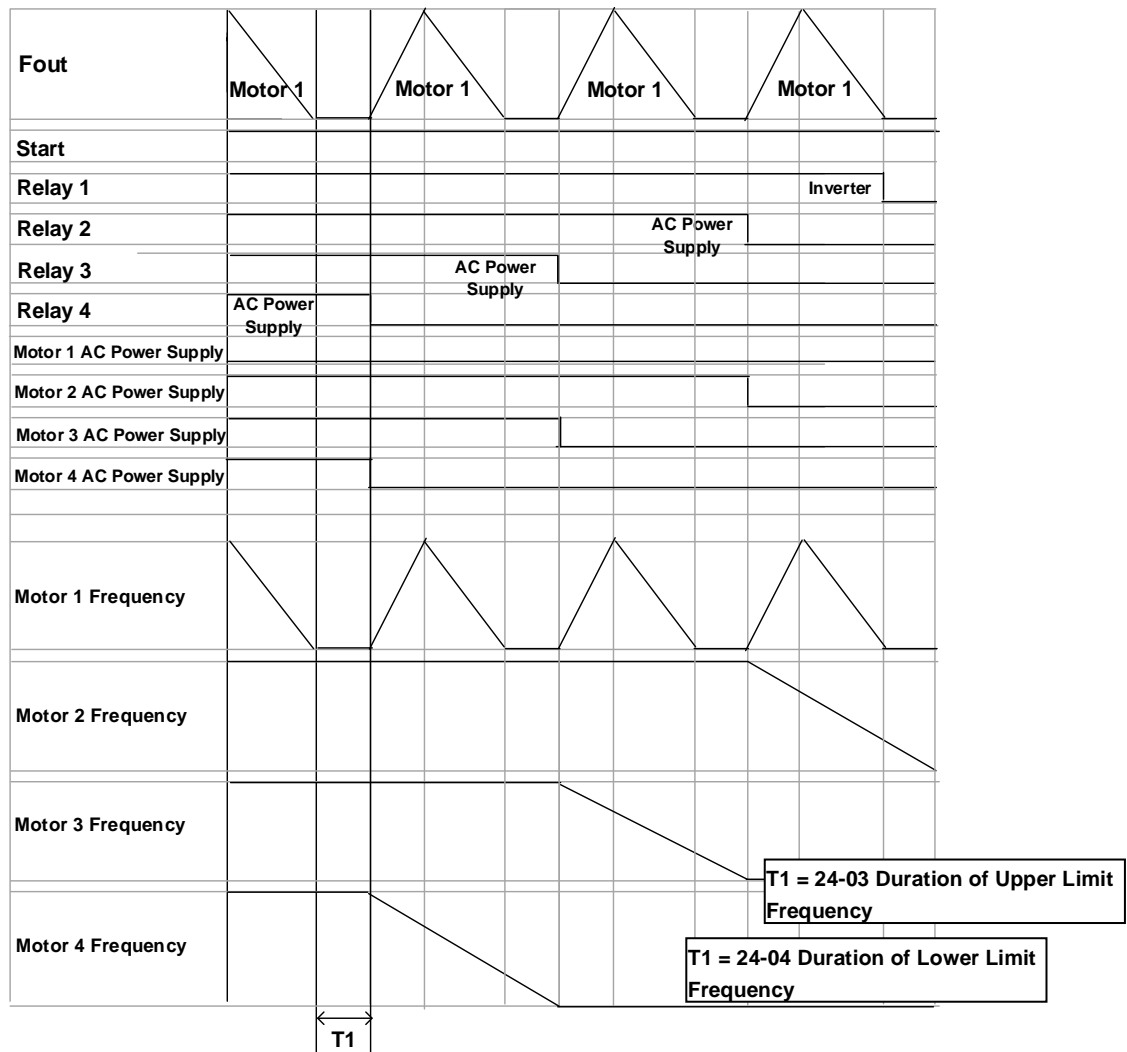 Fout
Motor 1
Motor 1
Motor 1
Motor 1
Start
Relay 1
Inverter
Relay 2
AC Power
Supply
Relay 3
AC Power
Supply
Relay 4
AC Power
Supply
Motor 1 AC Power Supply
Motor 2 AC Power Supply
Motor 3 AC Power Supply
Motor 4 AC Power Supply
Motor 1 Frequency
Motor 2 Frequency
Motor 3 Frequency
T1 = 24-03 Duration of Upper Limit
Frequency
Motor 4 Frequency
T1 = 24-04 Duration of Lower Limit
Frequency
T1